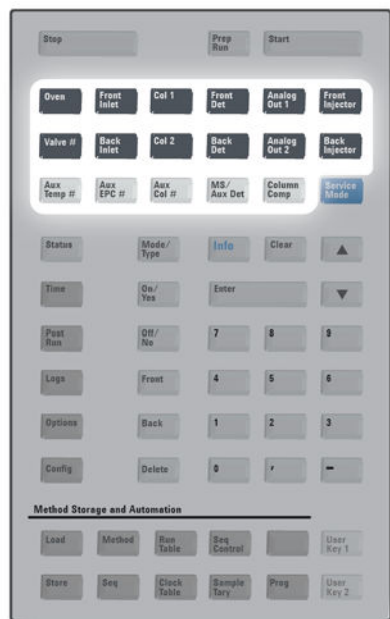 Stop
Prep
Run
Start
Oven
Front
Inlet
Col 1
Front
Det
Analog
Out 1
Front
Injector
Valve #
Back
Inlet
Col 2
Back
Det
Analog
Out 2
Back
Injector
Aux
Temp #
Aux
EPC #
Aux
Col #
MS/
Aux Det
Column
Comp
Service
Mode
Status
Mode/
Type
Info
Clear
▲
Time
On/
Yes
Enter
▼
Post
Run
Off/
No
7
8
9
Logs
Front
4
5
6
Options
Back
1
2
3
Config
Delete
0
,
-
Method Storage and Automation
Load
Method
Run
Table
Seq
Control
User
Key 1
Store
Seq
Clock
Table
Sample
Tary
Prog
User
Key 2